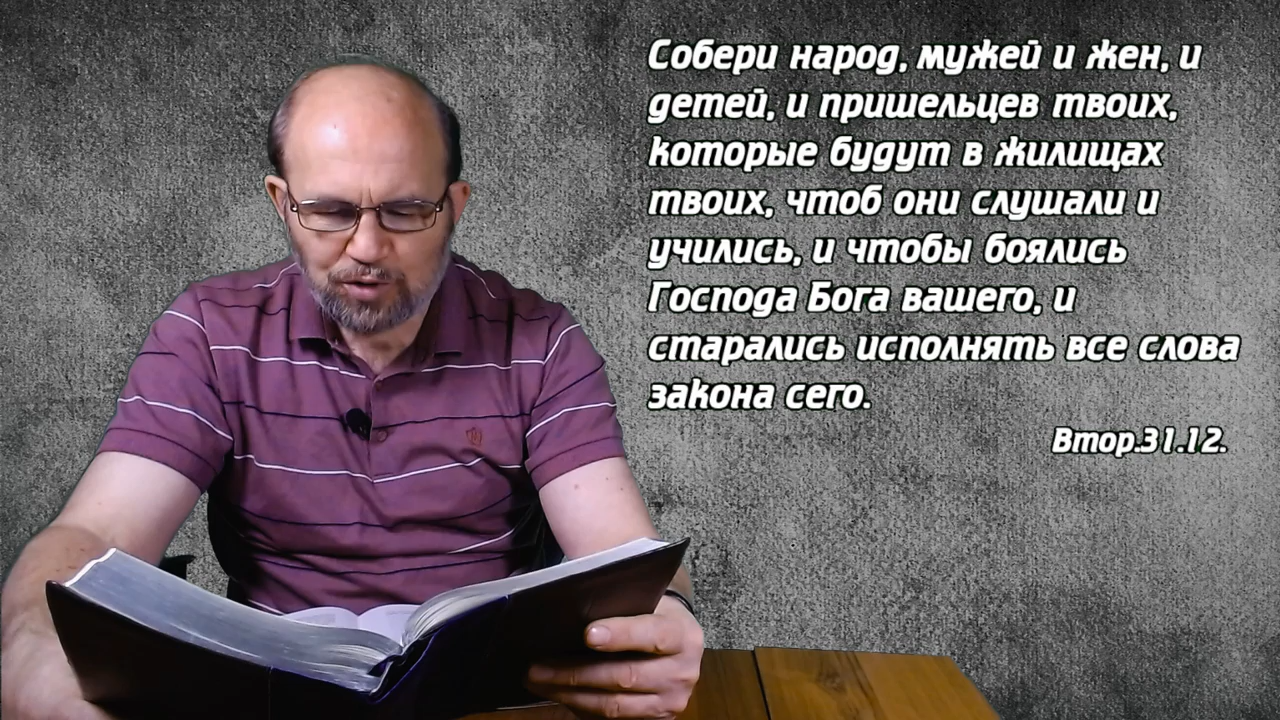 Собери народ, мужей и жен, и
детей, и пришельцев твоих,
которые будут в жилищах
твоих, чтоб они слушали и
учились, и чтобы боялись
Господа Бога вашего, и
старались исполнять все слова
закона сего.
Втор.31.12.